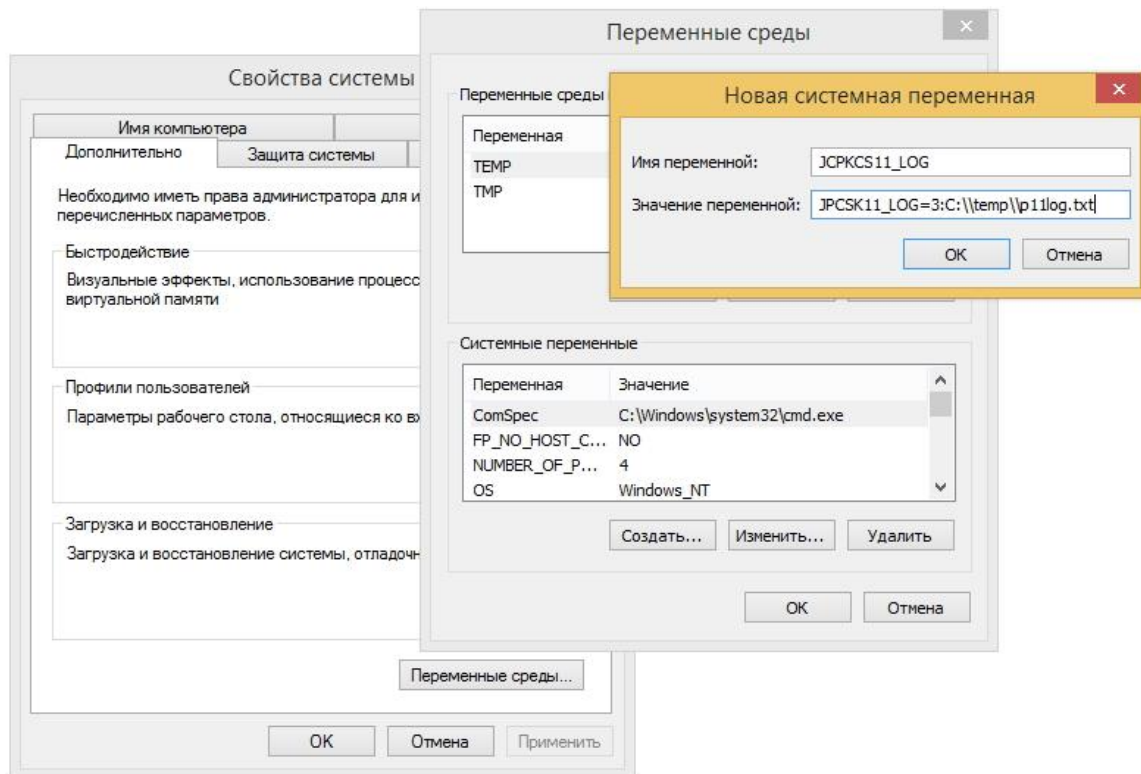 Свойства системы
Имя компьютера
Дополнительно
Защита системы
Необходимо иметь права администратора для и
перечисленных параметров.
Быстродействие
Визуальные эффекты, использование процесс
виртуальной памяти
Профили пользователей
Параметры рабочего стола, относящиеся ко вх
Загрузка и восстановление
Загрузка и восстановление системы, отладочн
Переменные среды...
OK
Отмена
Применить
Переменные среды
Переменные среды
Переменная
TEMP
TMP
Системные переменные
Переменная Значение
ComSpec C:\Windows\system32\cmd.exe
FP_NO_HOST_C... NO
NUMBER_OF_P... 4
OS Windows_NT
Создать...
Изменить...
Удалить
OK
Отмена
Новая системная переменная
Имя переменной: JCPKCS11_LOG
Значение переменной: JPCSK11_LOG=3:C:\\temp\\p11log.txt
OK
Отмена